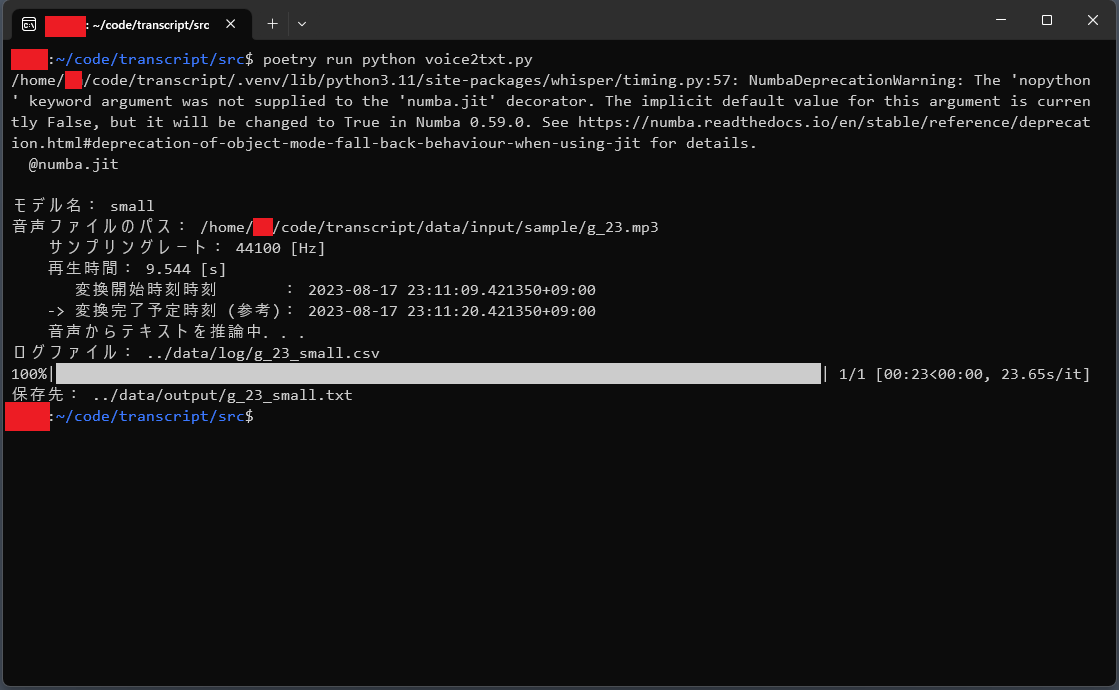 : ~/code/transcript/src
:~/code/transcript/src$ poetry run python voice2txt.py
/home/ /code/transcript/.venv/lib/python3.11/site-packages/whisper/timing.py:57: NumbaDeprecationWarning: The 'nopython
' keyword argument was not supplied to the 'numba.jit' decorator. The implicit default value for this argument is curren
tly False, but it will be changed to True in Numba 0.59.0. See https://numba.readthedocs.io/en/stable/reference/deprecat
ion.html#deprecation-of-object-mode-fall-back-behaviour-when-using-jit for details.
  @numba.jit
モデル名： small
音声ファイルのパス： /home/ /code/transcript/data/input/sample/g_23.mp3
    サンプリングレート： 44100 [Hz]
    再生時間： 9.544 [s]
       変換開始時刻時刻       ： 2023-08-17 23:11:09.421350+09:00
    -> 変換完了予定時刻 (参考)： 2023-08-17 23:11:20.421350+09:00
    音声からテキストを推論中．．．
ログファイル： ../data/log/g_23_small.csv
100%| | 1/1 [00:23<00:00, 23.65s/it]
保存先： ../data/output/g_23_small.txt
:~/code/transcript/src$